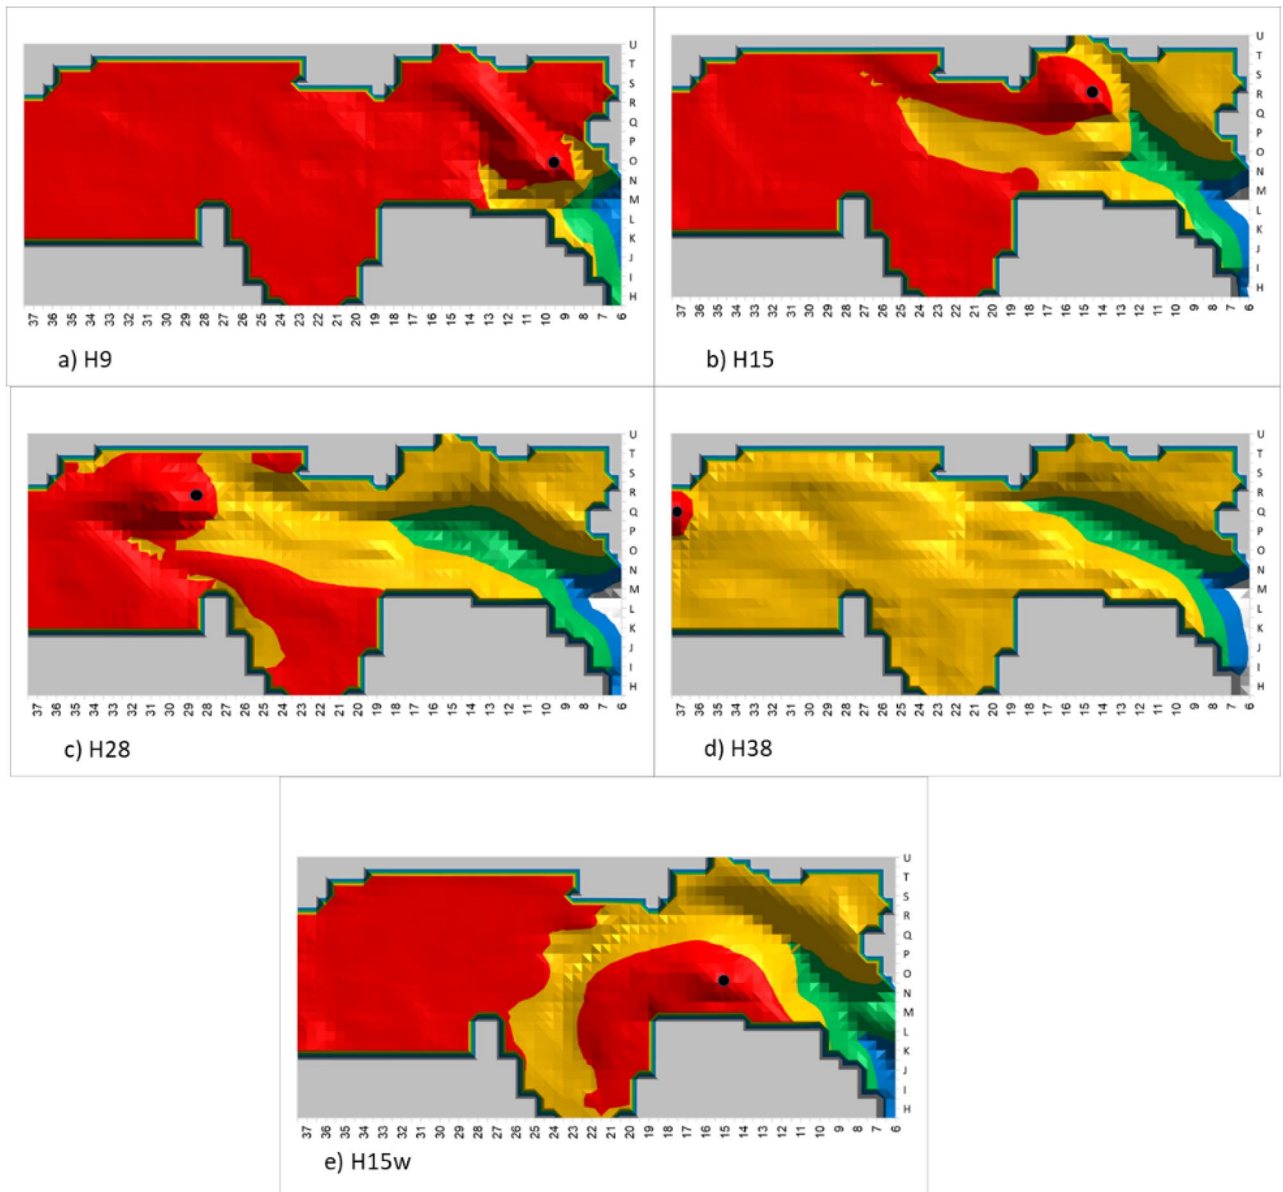 U
T
S
R
Q
P
O
N
M
L
K
J
I
H
37 36 35 34 33 32 31 30 29 28 27 26 25 24 23 22 21 20 19 18 17 16 15 14 13 12 11 10 9 8 7 6
a) H9
U
T
S
R
Q
P
O
N
M
L
K
J
I
H
37 36 35 34 33 32 31 30 29 28 27 26 25 24 23 22 21 20 19 18 17 16 15 14 13 12 11 10 9 8 7 6
b) H15
U
T
S
R
Q
P
O
N
M
L
K
J
I
H
37 36 35 34 33 32 31 30 29 28 27 26 25 24 23 22 21 20 19 18 17 16 15 14 13 12 11 10 9 8 7 6
c) H28
U
T
S
R
Q
P
O
N
M
L
K
J
I
H
37 36 35 34 33 32 31 30 29 28 27 26 25 24 23 22 21 20 19 18 17 16 15 14 13 12 11 10 9 8 7 6
d) H38
U
T
S
R
Q
P
O
N
M
L
K
J
I
H
37 36 35 34 33 32 31 30 29 28 27 26 25 24 23 22 21 20 19 18 17 16 15 14 13 12 11 10 9 8 7 6
e) H15w